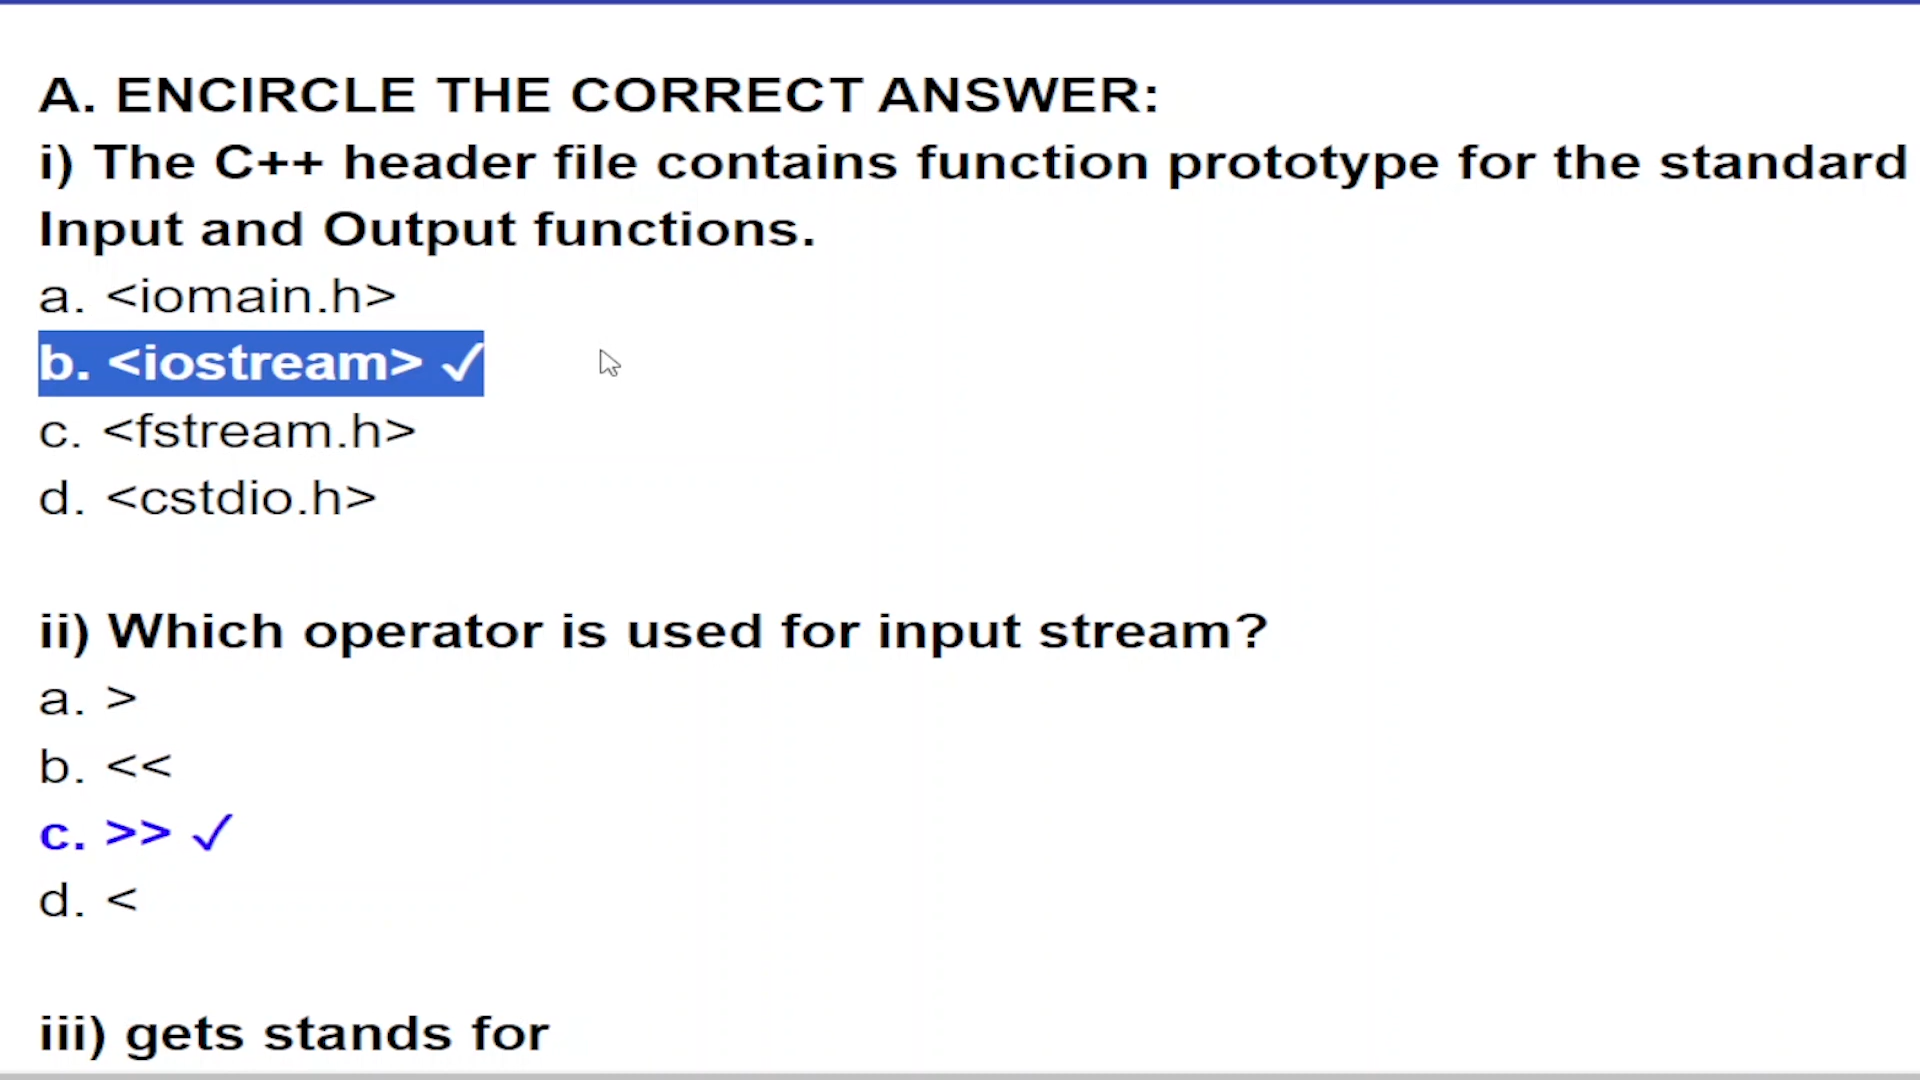 A. ENCIRCLE THE CORRECT ANSWER:
i) The C++ header file contains function prototype for the standard
Input and Output functions.
a. <iomain.h>
b. <iostream> ✓
c. <fstream.h>
d. <cstdio.h>
ii) Which operator is used for input stream?
a. >
b. <<
c. >> ✓
d. <
iii) gets stands for